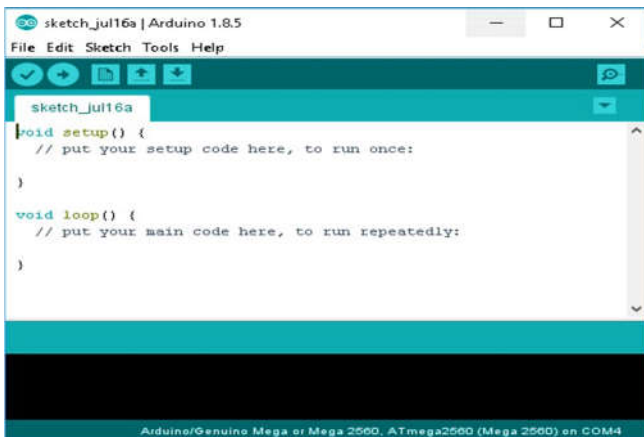 sketch_jul16a | Arduino 1.8.5
File Edit Sketch Tools Help
sketch_jul16a
void setup() {
  // put your setup code here, to run once:
}
void loop() {
  // put your main code here, to run repeatedly:
}
Arduino/Genuino Mega or Mega 2560, ATmega2560 (Mega 2560) on COM4